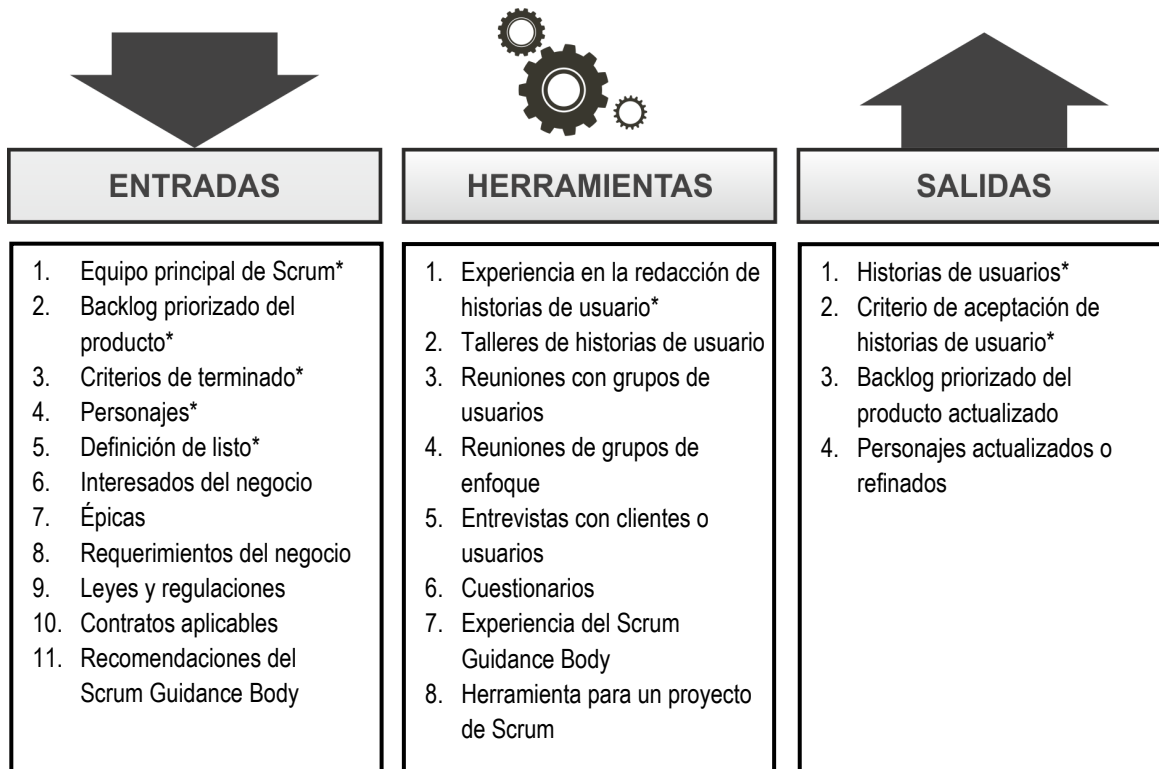 ENTRADAS
1. Equipo principal de Scrum*
2. Backlog priorizado del
producto*
3. Criterios de terminado*
4. Personajes*
5. Definición de listo*
6. Interesados del negocio
7. Épicas
8. Requerimientos del negocio
9. Leyes y regulaciones
10. Contratos aplicables
11. Recomendaciones del
Scrum Guidance Body
HERRAMIENTAS
1. Experiencia en la redacción de
historias de usuario*
2. Talleres de historias de usuario
3. Reuniones con grupos de
usuarios
4. Reuniones de grupos de
enfoque
5. Entrevistas con clientes o
usuarios
6. Cuestionarios
7. Experiencia del Scrum
Guidance Body
8. Herramienta para un proyecto
de Scrum
SALIDAS
1. Historias de usuarios*
2. Criterio de aceptación de
historias de usuario*
3. Backlog priorizado del
producto actualizado
4. Personajes actualizados o
refinados